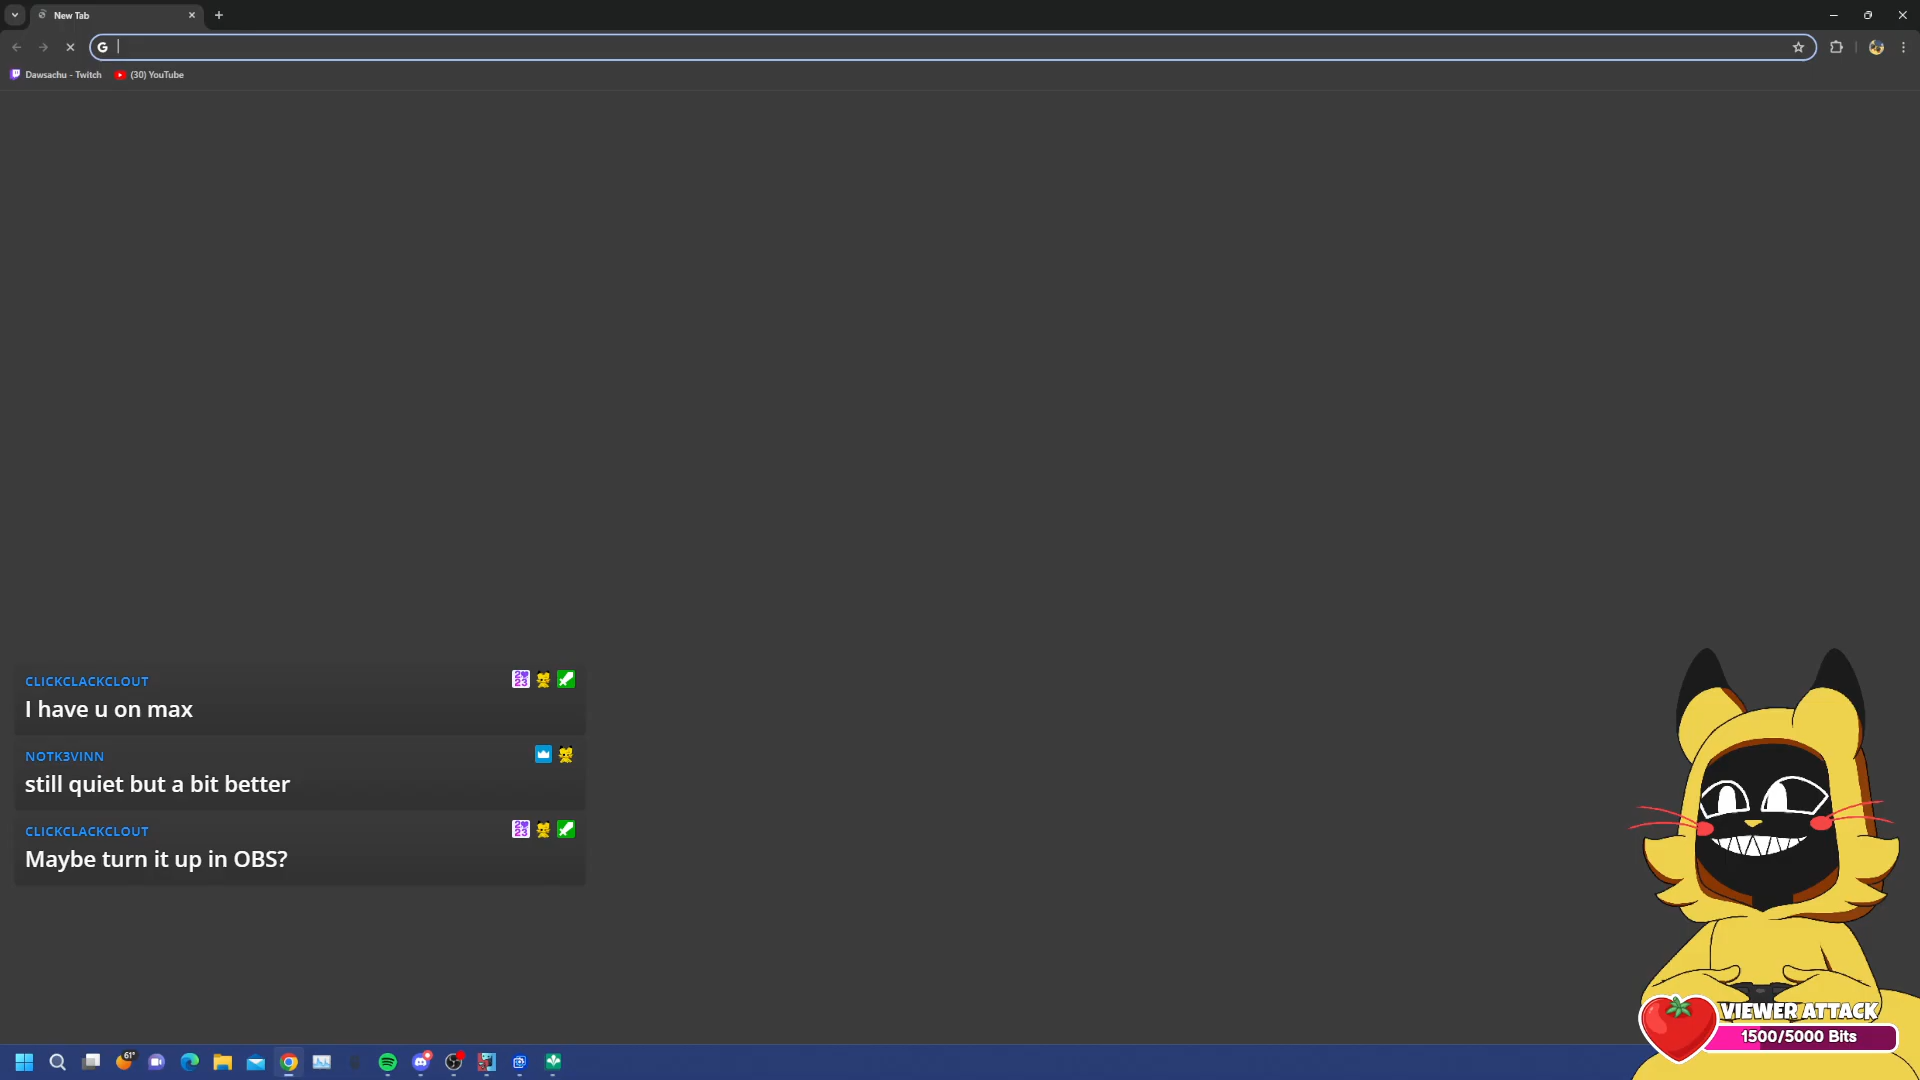 New Tab
Dawsachu - Twitch
(30) YouTube
CLICKCLACKCLOUT
I have u on max
NOTK3VINN
still quiet but a bit better
CLICKCLACKCLOUT
Maybe turn it up in OBS?
VIEWER ATTACK
1500/5000 Bits
61°